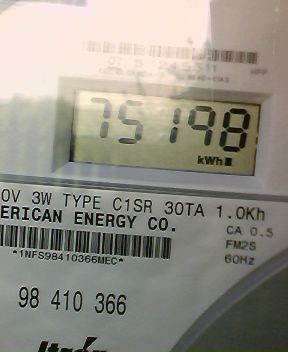 75198
kWh
0V 3W TYPE C1SR 30TA 1.0Kh
ERICAN ENERGY CO.
CA 0.5
FM2S
*1NFS98410366MEC*
60Hz
98 410 366
Itrón